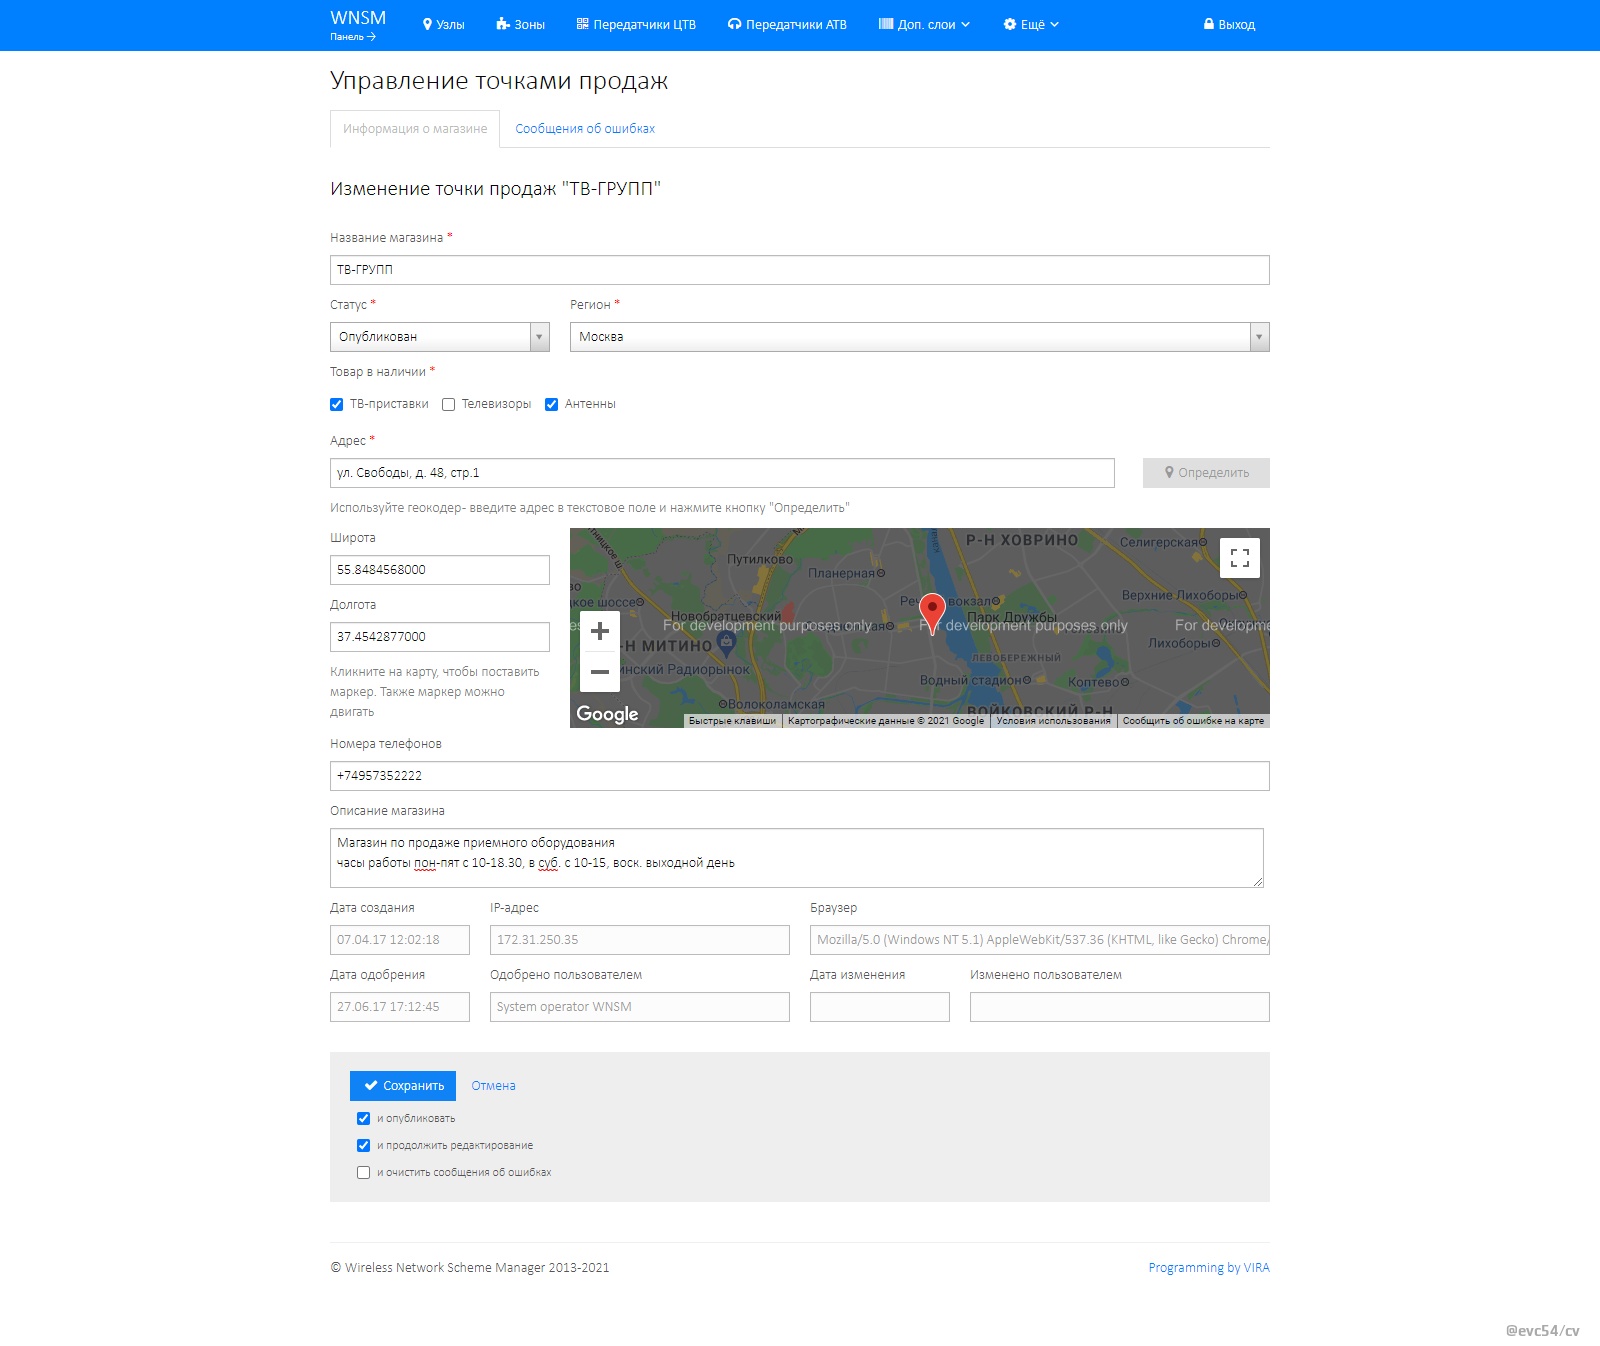 WNSM
Панель →
Узлы
Зоны
Передатчики ЦТВ
Передатчики АТВ
Доп. слои
Ещё
Выход
Управление точками продаж
Информация о магазине
Сообщения об ошибках
Изменение точки продаж "ТВ-ГРУПП"
Название магазина *
ТВ-ГРУПП
Статус *
Регион *
Опубликован
Москва
Товар в наличии *
ТВ-приставки
Телевизоры
Антенны
Адрес *
ул. Свободы, д. 48, стр.1
Определить
Используйте геокодер - введите адрес в текстовое поле и нажмите кнопку "Определить"
Широта
55.8484568000
Долгота
37.4542877000
Кликните на карту, чтобы поставить
маркер. Также маркер можно
двигать
Р-Н ХОВРИНО
Селигерская
Путилково
Планерная
Верхние Лихоборы
Новобратцевский
Парк Дружбы
For development purposes only
For development purposes only
For developme
Лихоборы
-Н МИТИНО
ЛЕВОБЕРЕЖНЫЙ
инский Радиорынок
Водный стадион
Коптево
Волоколамская
ВОЙКОВСКИЙ Р-Н
Google
Быстрые клавиши
Картографические данные © 2021 Google
Условия использования
Сообщить об ошибке на карте
Номера телефонов
+74957352222
Описание магазина
Магазин по продаже приемного оборудования
часы работы пон-пят с 10-18.30, в суб. с 10-15, воск. выходной день
Дата создания
IP-адрес
Браузер
07.04.17 12:02:18
172.31.250.35
Mozilla/5.0 (Windows NT 5.1) AppleWebKit/537.36 (KHTML, like Gecko) Chrome/
Дата одобрения
Одобрено пользователем
Дата изменения
Изменено пользователем
27.06.17 17:12:45
System operator WNSM
Сохранить
Отмена
и опубликовать
и продолжить редактирование
и очистить сообщения об ошибках
© Wireless Network Scheme Manager 2013-2021
Programming by VIRA
@evc54/cv